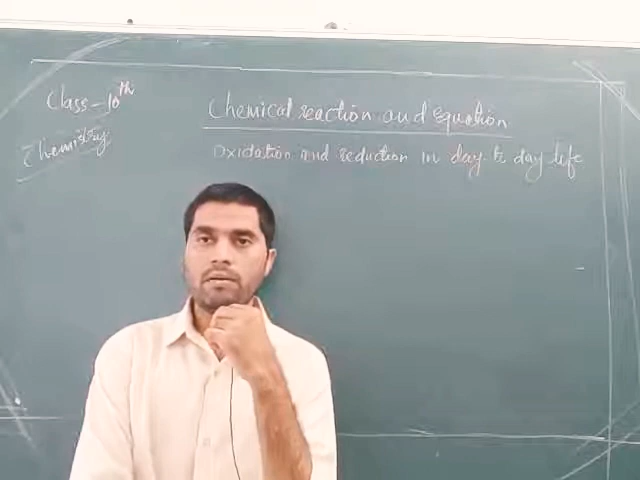 Class - 10th
Chemistry
Chemical reaction and Equation
Oxidation and reduction in day to day life